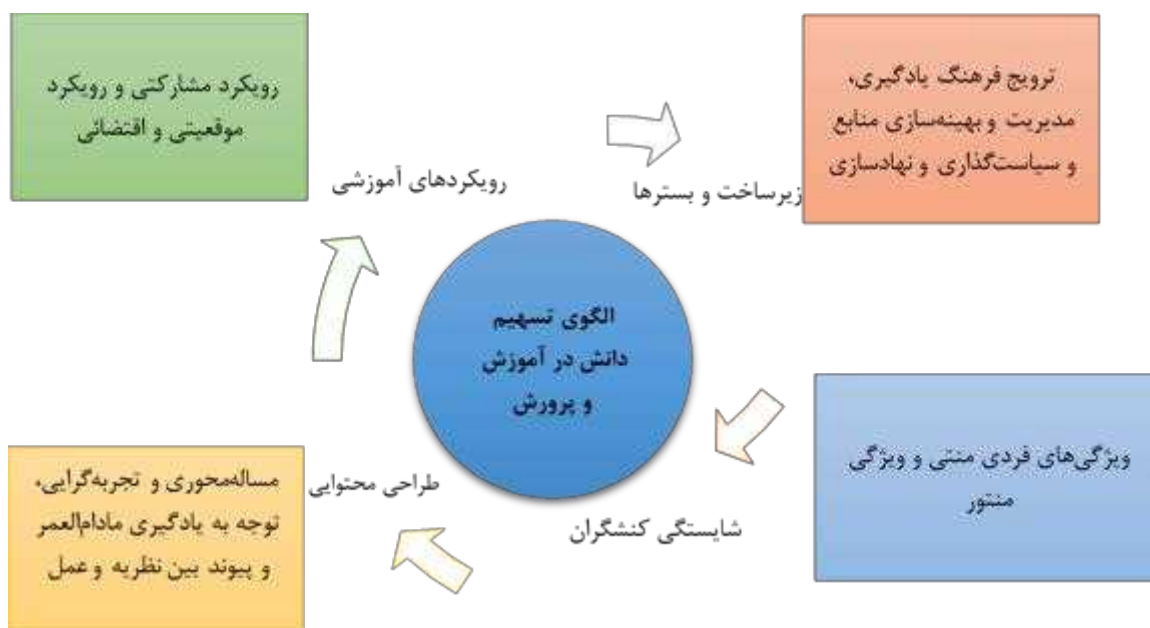 ترویج فرهنگ یادگیری،
مدیریت و بهینه‌سازی منابع
و سیاست‌گذاری و نهادسازی
زیرساخت و بسترها
رویکرد مشارکتی و رویکرد
موقعیتی و اقتضائی
رویکردهای آموزشی
الگوی تسهیم
دانش در آموزش
و پرورش
ویژگی‌های فردی منتی و ویژگی
منتور
شایستگی کنشگران
طراحی محتوایی
مساله‌محوری و تجربه‌گرایی،
توجه به یادگیری مادام‌العمر
و پیوند بین نظریه و عمل